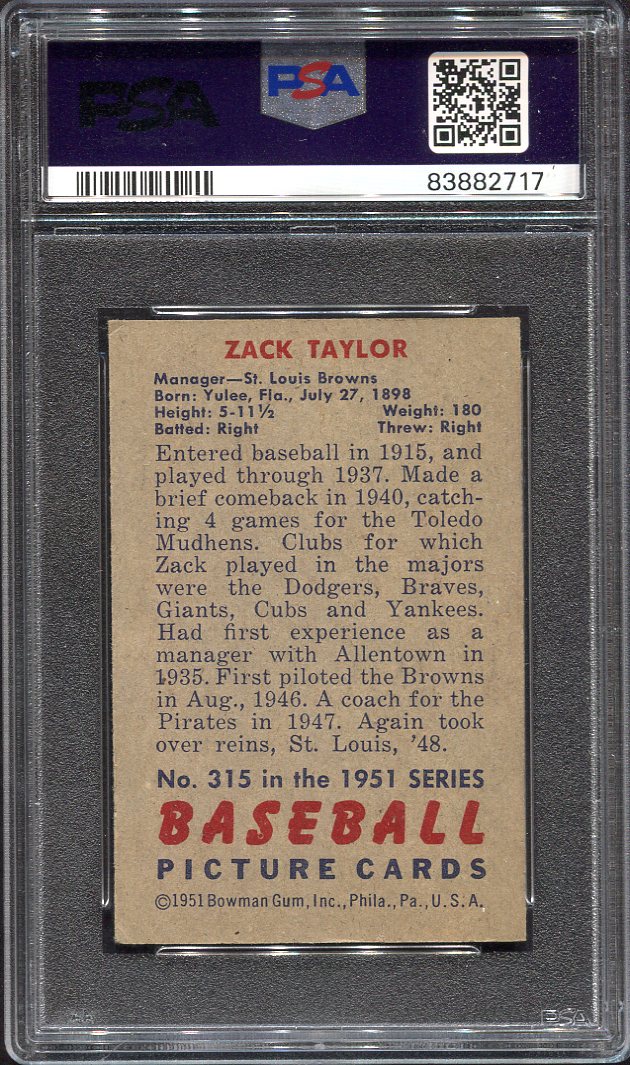 PSA
PSA
83882717
ZACK TAYLOR
Manager—St. Louis Browns
Born: Yulee, Fla., July 27, 1898
Height: 5-11½ Weight: 180
Batted: Right Threw: Right
Entered baseball in 1915, and
played through 1937. Made a
brief comeback in 1940, catch-
ing 4 games for the Toledo
Mudhens. Clubs for which
Zack played in the majors
were the Dodgers, Braves,
Giants, Cubs and Yankees.
Had first experience as a
manager with Allentown in
1935. First piloted the Browns
in Aug., 1946. A coach for the
Pirates in 1947. Again took
over reins, St. Louis, '48.
No. 315 in the 1951 SERIES
BASEBALL
PICTURE CARDS
©1951 Bowman Gum, Inc., Phila., Pa., U.S.A.
PSA